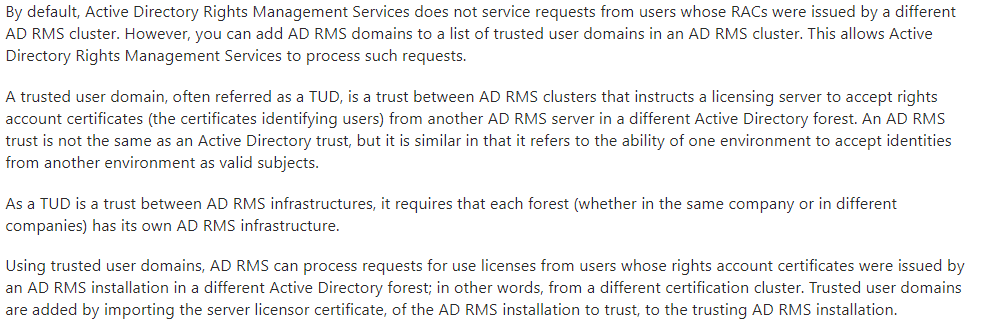 By default, Active Directory Rights Management Services does not service requests from users whose RACs were issued by a different
AD RMS cluster. However, you can add AD RMS domains to a list of trusted user domains in an AD RMS cluster. This allows Active
Directory Rights Management Services to process such requests.
A trusted user domain, often referred as a TUD, is a trust between AD RMS clusters that instructs a licensing server to accept rights
account certificates (the certificates identifying users) from another AD RMS server in a different Active Directory forest. An AD RMS
trust is not the same as an Active Directory trust, but it is similar in that it refers to the ability of one environment to accept identities
from another environment as valid subjects.
As a TUD is a trust between AD RMS infrastructures, it requires that each forest (whether in the same company or in different
companies) has its own AD RMS infrastructure.
Using trusted user domains, AD RMS can process requests for use licenses from users whose rights account certificates were issued by
an AD RMS installation in a different Active Directory forest; in other words, from a different certification cluster. Trusted user domains
are added by importing the server licensor certificate, of the AD RMS installation to trust, to the trusting AD RMS installation.